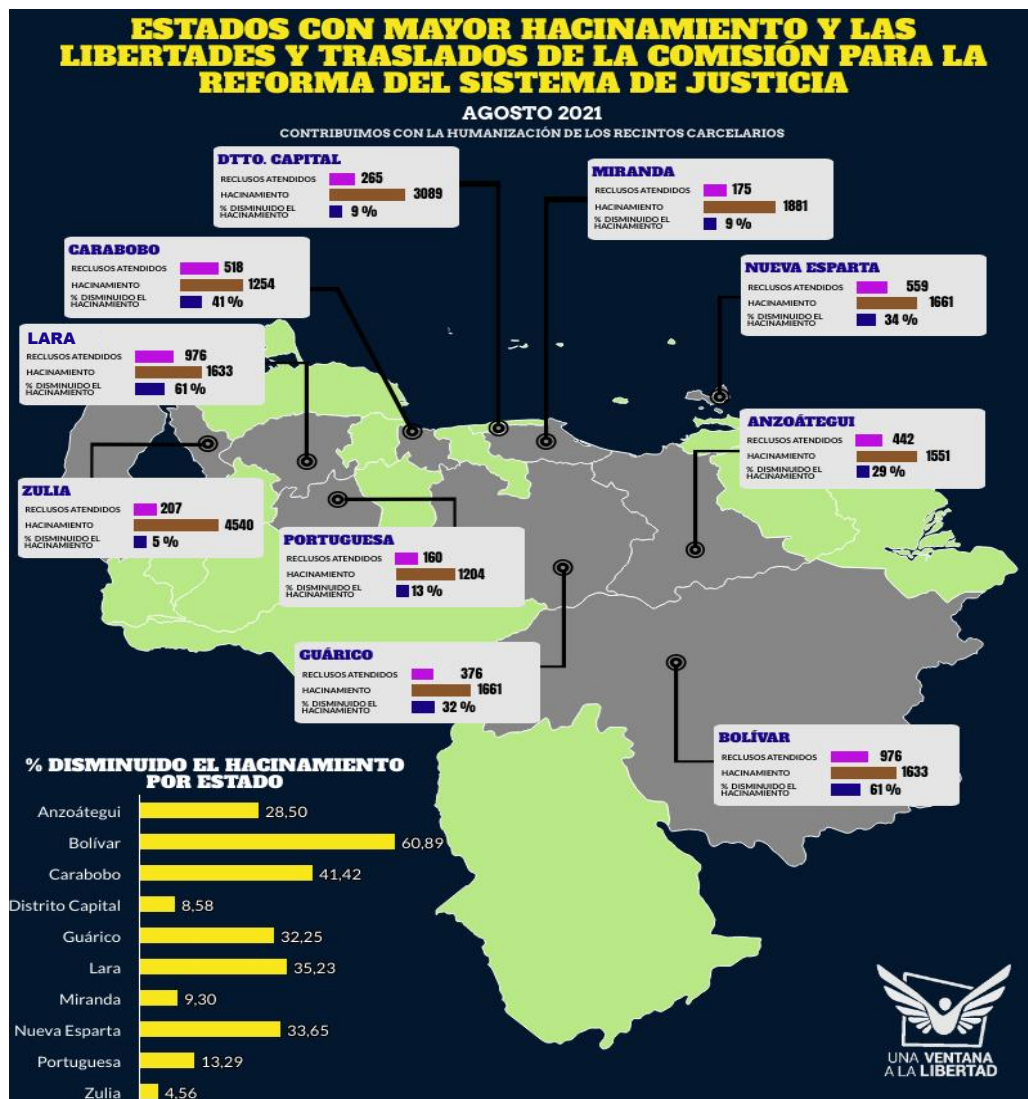 ESTADOS CON MAYOR HACINAMIENTO Y LAS
LIBERTADES Y TRASLADOS DE LA COMISIÓN PARA LA
REFORMA DEL SISTEMA DE JUSTICIA
AGOSTO 2021
CONTRIBUIMOS CON LA HUMANIZACIÓN DE LOS RECINTOS CARCELARIOS
DTTO. CAPITAL
RECLUSOS ATENDIDOS 265
HACINAMIENTO 3089
% DISMINUIDO EL
HACINAMIENTO 9 %
MIRANDA
RECLUSOS ATENDIDOS 175
HACINAMIENTO 1881
% DISMINUIDO EL
HACINAMIENTO 9 %
CARABOBO
RECLUSOS ATENDIDOS 518
HACINAMIENTO 1254
% DISMINUIDO EL
HACINAMIENTO 41 %
NUEVA ESPARTA
RECLUSOS ATENDIDOS 559
HACINAMIENTO 1661
% DISMINUIDO EL
HACINAMIENTO 34 %
LARA
RECLUSOS ATENDIDOS 976
HACINAMIENTO 1633
% DISMINUIDO EL
HACINAMIENTO 61 %
ANZOÁTEGUI
RECLUSOS ATENDIDOS 442
HACINAMIENTO 1551
% DISMINUIDO EL
HACINAMIENTO 29 %
ZULIA
RECLUSOS ATENDIDOS 207
HACINAMIENTO 4540
% DISMINUIDO EL
HACINAMIENTO 5 %
PORTUGUESA
RECLUSOS ATENDIDOS 160
HACINAMIENTO 1204
% DISMINUIDO EL
HACINAMIENTO 13 %
GUÁRICO
RECLUSOS ATENDIDOS 376
HACINAMIENTO 1661
% DISMINUIDO EL
HACINAMIENTO 32 %
BOLÍVAR
RECLUSOS ATENDIDOS 976
HACINAMIENTO 1633
% DISMINUIDO EL
HACINAMIENTO 61 %
% DISMINUIDO EL HACINAMIENTO
POR ESTADO
Anzoátegui 28,50
Bolívar 60,89
Carabobo 41,42
Distrito Capital 8,58
Guárico 32,25
Lara 35,23
Miranda 9,30
Nueva Esparta 33,65
Portuguesa 13,29
Zulia 4,56
UNA VENTANA
A LA LIBERTAD